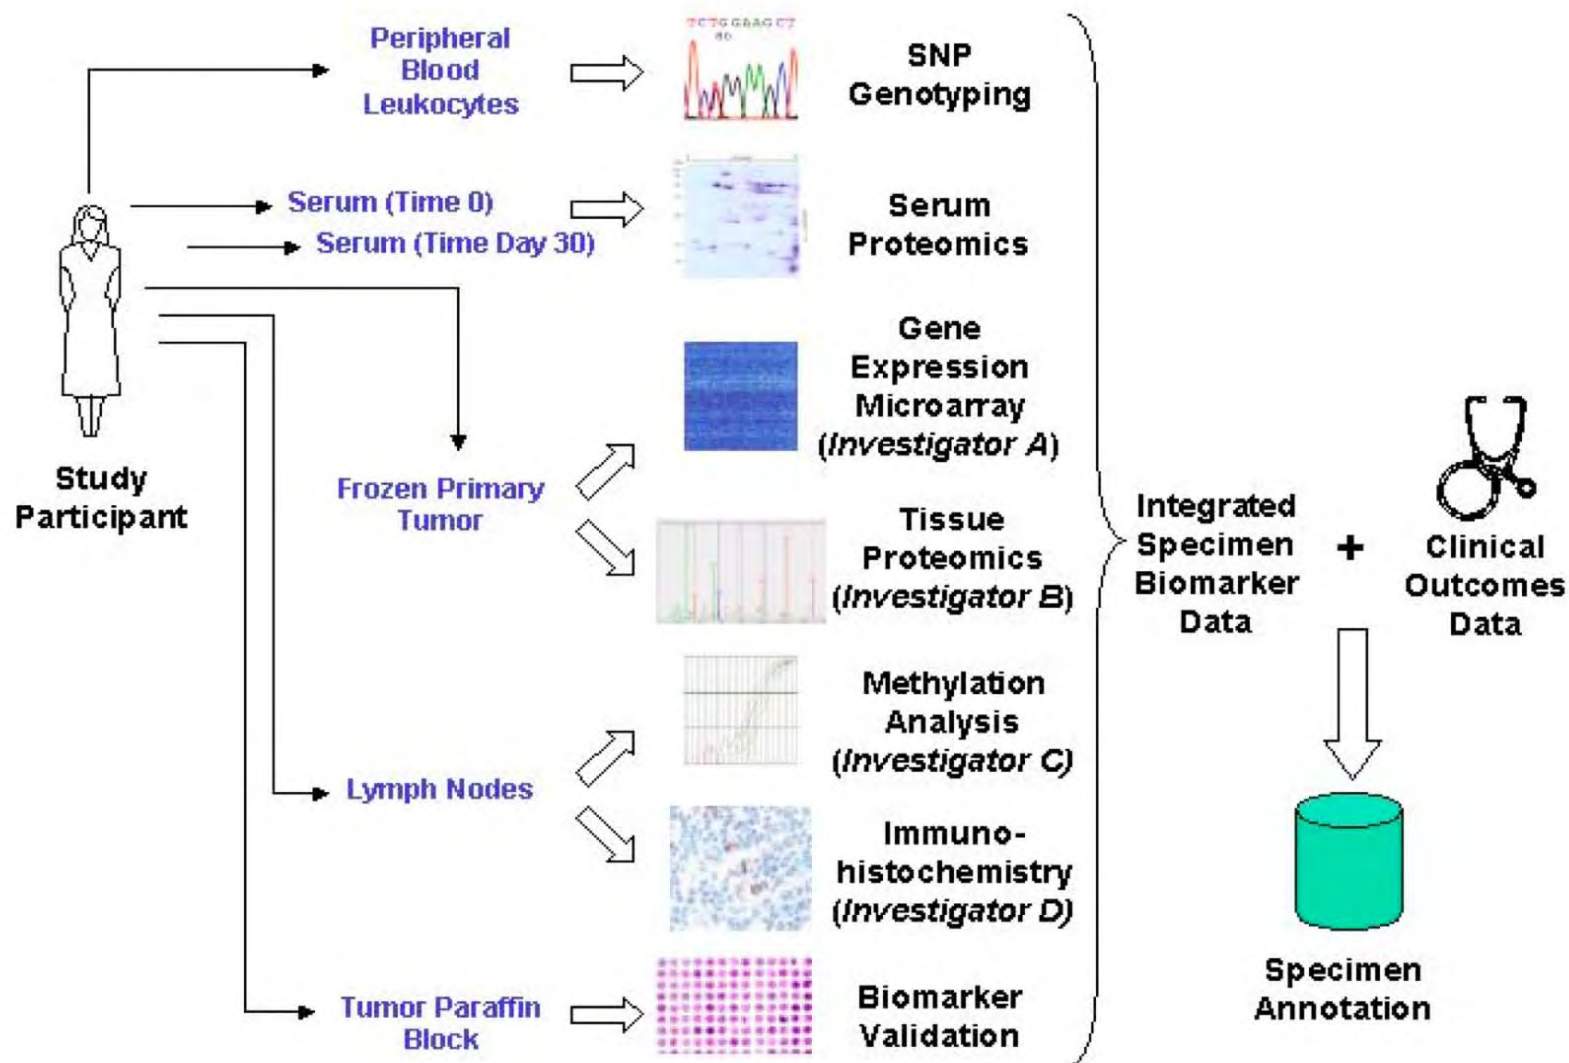 Peripheral
Blood
Leukocytes
TCTGGAAGCT
80
SNP
Genotyping
Serum (Time 0)
Serum (Time Day 30)
Serum
Proteomics
Gene
Expression
Microarray
(Investigator A)
Study
Participant
Frozen Primary
Tumor
Tissue
Proteomics
(Investigator B)
Integrated
Specimen
Biomarker
Data
+
Clinical
Outcomes
Data
Methylation
Analysis
(Investigator C)
Lymph Nodes
Immuno-
histochemistry
(Investigator D)
Tumor Paraffin
Block
Biomarker
Validation
Specimen
Annotation